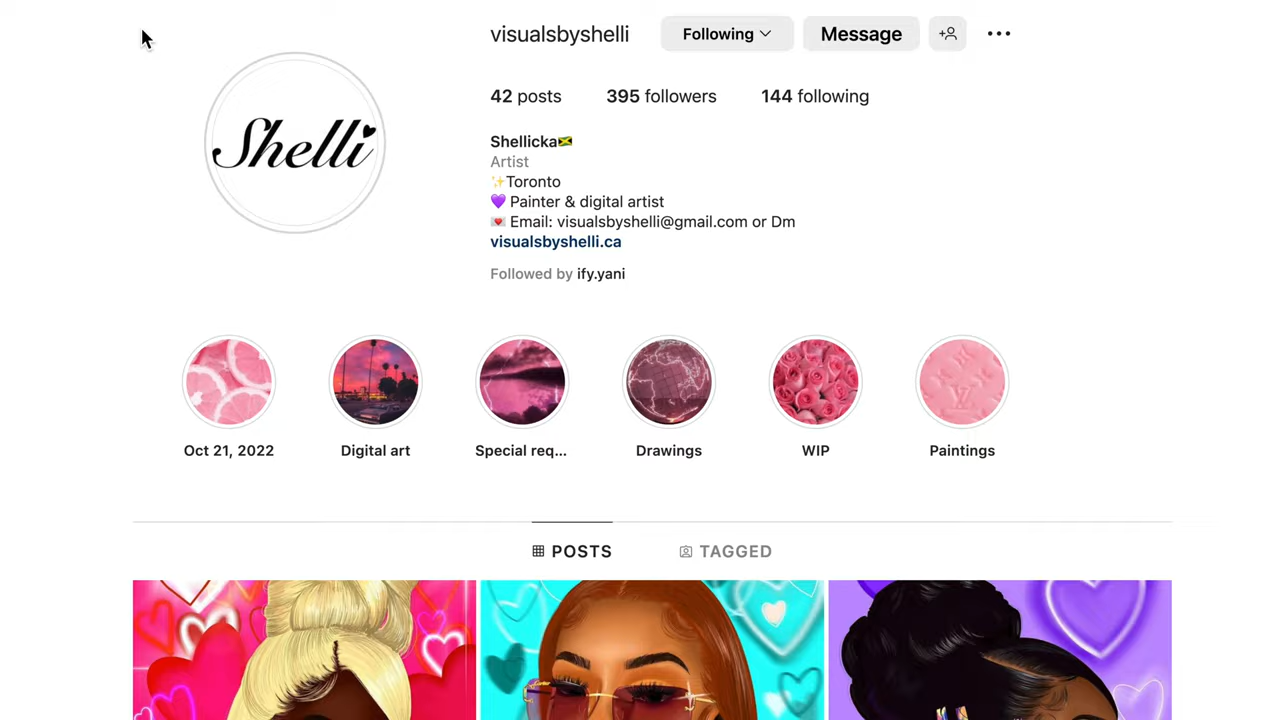 visualsbyshelli Following Message
42 posts 395 followers 144 following
Shelli
Shellicka🇯🇲
Artist
✨Toronto
💜 Painter & digital artist
💌 Email: visualsbyshelli@gmail.com or Dm
visualsbyshelli.ca
Followed by ify.yani
Oct 21, 2022 Digital art Special req... Drawings WIP Paintings
POSTS TAGGED